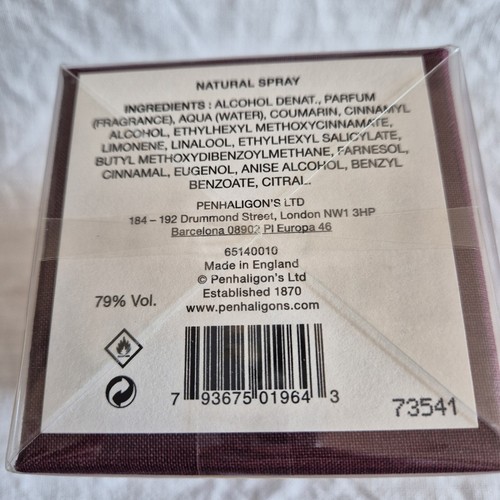 NATURAL SPRAY
INGREDIENTS : ALCOHOL DENAT., PARFUM
(FRAGRANCE), AQUA (WATER), COUMARIN, CINNAMYL
ALCOHOL, ETHYLHEXYL METHOXYCINNAMATE,
LIMONENE, LINALOOL, ETHYLHEXYL SALICYLATE,
BUTYL METHOXYDIBENZOYLMETHANE, FARNESOL,
CINNAMAL, EUGENOL, ANISE ALCOHOL, BENZYL
BENZOATE, CITRAL.
PENHALIGON'S LTD
184 – 192 Drummond Street, London NW1 3HP
Barcelona 08902 Pl Europa 46
65140010
Made in England
© Penhaligon's Ltd
Established 1870
www.penhaligons.com
79% Vol.
7 93675 01964 3
73541